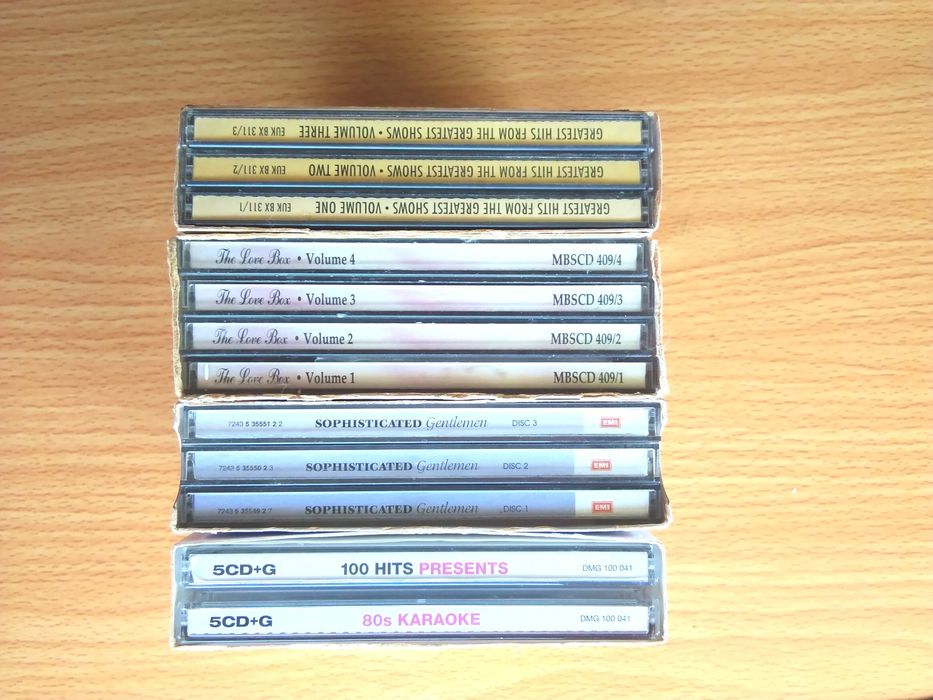 GREATEST HITS FROM THE GREATEST SHOWS • VOLUME THREE EUK BX 311/3
GREATEST HITS FROM THE GREATEST SHOWS • VOLUME TWO EUK BX 311/2
GREATEST HITS FROM THE GREATEST SHOWS • VOLUME ONE EUK BX 311/1
The Love Box • Volume 4 MBSCD 409/4
The Love Box • Volume 3 MBSCD 409/3
The Love Box • Volume 2 MBSCD 409/2
The Love Box • Volume 1 MBSCD 409/1
7243 5 35551 2 2 SOPHISTICATED Gentlemen DISC 3 EMI
7243 5 35550 2 3 SOPHISTICATED Gentlemen DISC 2 EMI
7243 5 35549 2 7 SOPHISTICATED Gentlemen DISC 1 EMI
5CD+G 100 HITS PRESENTS DMG 100 041
5CD+G 80s KARAOKE DMG 100 041